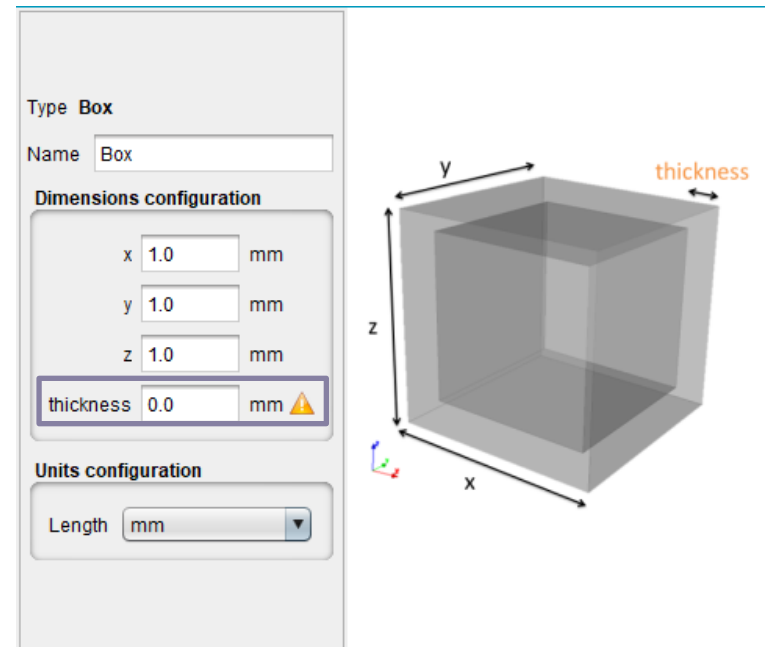 Type Box
Name Box
Dimensions configuration
x 1.0 mm
y 1.0 mm
z 1.0 mm
thickness 0.0 mm
Units configuration
Length mm
y
thickness
z
x